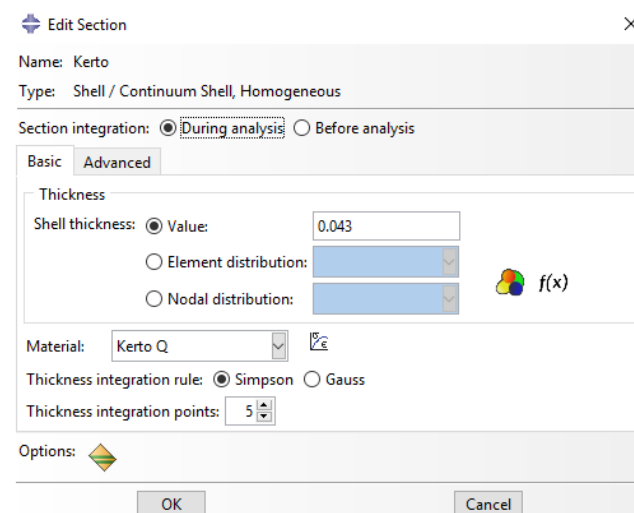 Edit Section
Name: Kerto
Type: Shell / Continuum Shell, Homogeneous
Section integration: During analysis Before analysis
Basic Advanced
Thickness
Shell thickness: Value: 0.043
Element distribution:
Nodal distribution:
f(x)
Material: Kerto Q σ ε
Thickness integration rule: Simpson Gauss
Thickness integration points: 5
Options:
OK Cancel